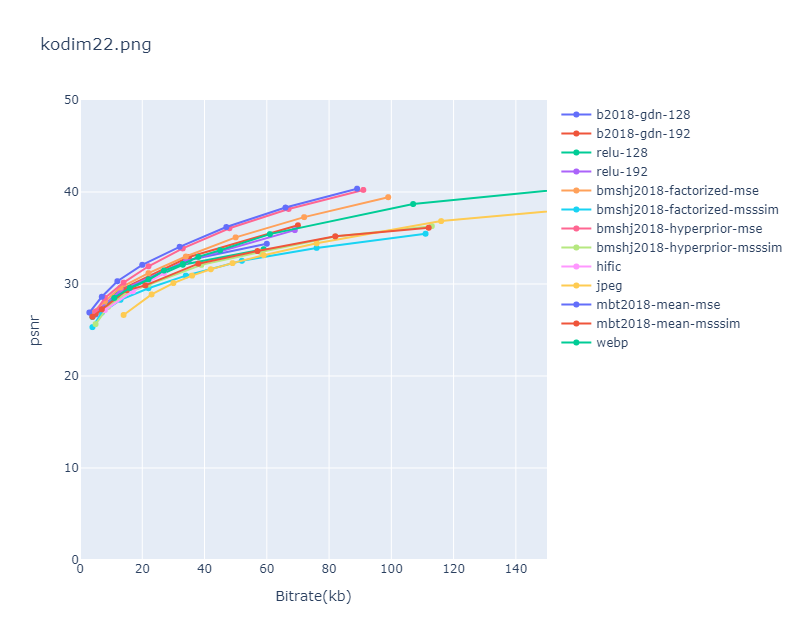 kodim22.png
psnr
50
40
30
20
10
0
0 20 40 60 80 100 120 140
Bitrate(kb)
b2018-gdn-128
b2018-gdn-192
relu-128
relu-192
bmshj2018-factorized-mse
bmshj2018-factorized-msssim
bmshj2018-hyperprior-mse
bmshj2018-hyperprior-msssim
hific
jpeg
mbt2018-mean-mse
mbt2018-mean-msssim
webp